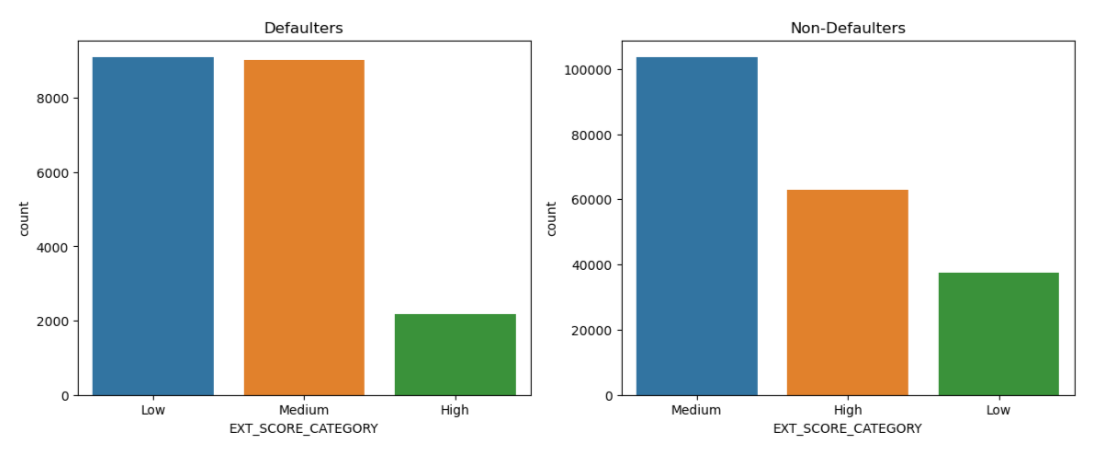 Defaulters
count
8000
6000
4000
2000
0
Low Medium High
EXT_SCORE_CATEGORY
Non-Defaulters
count
100000
80000
60000
40000
20000
0
Medium High Low
EXT_SCORE_CATEGORY